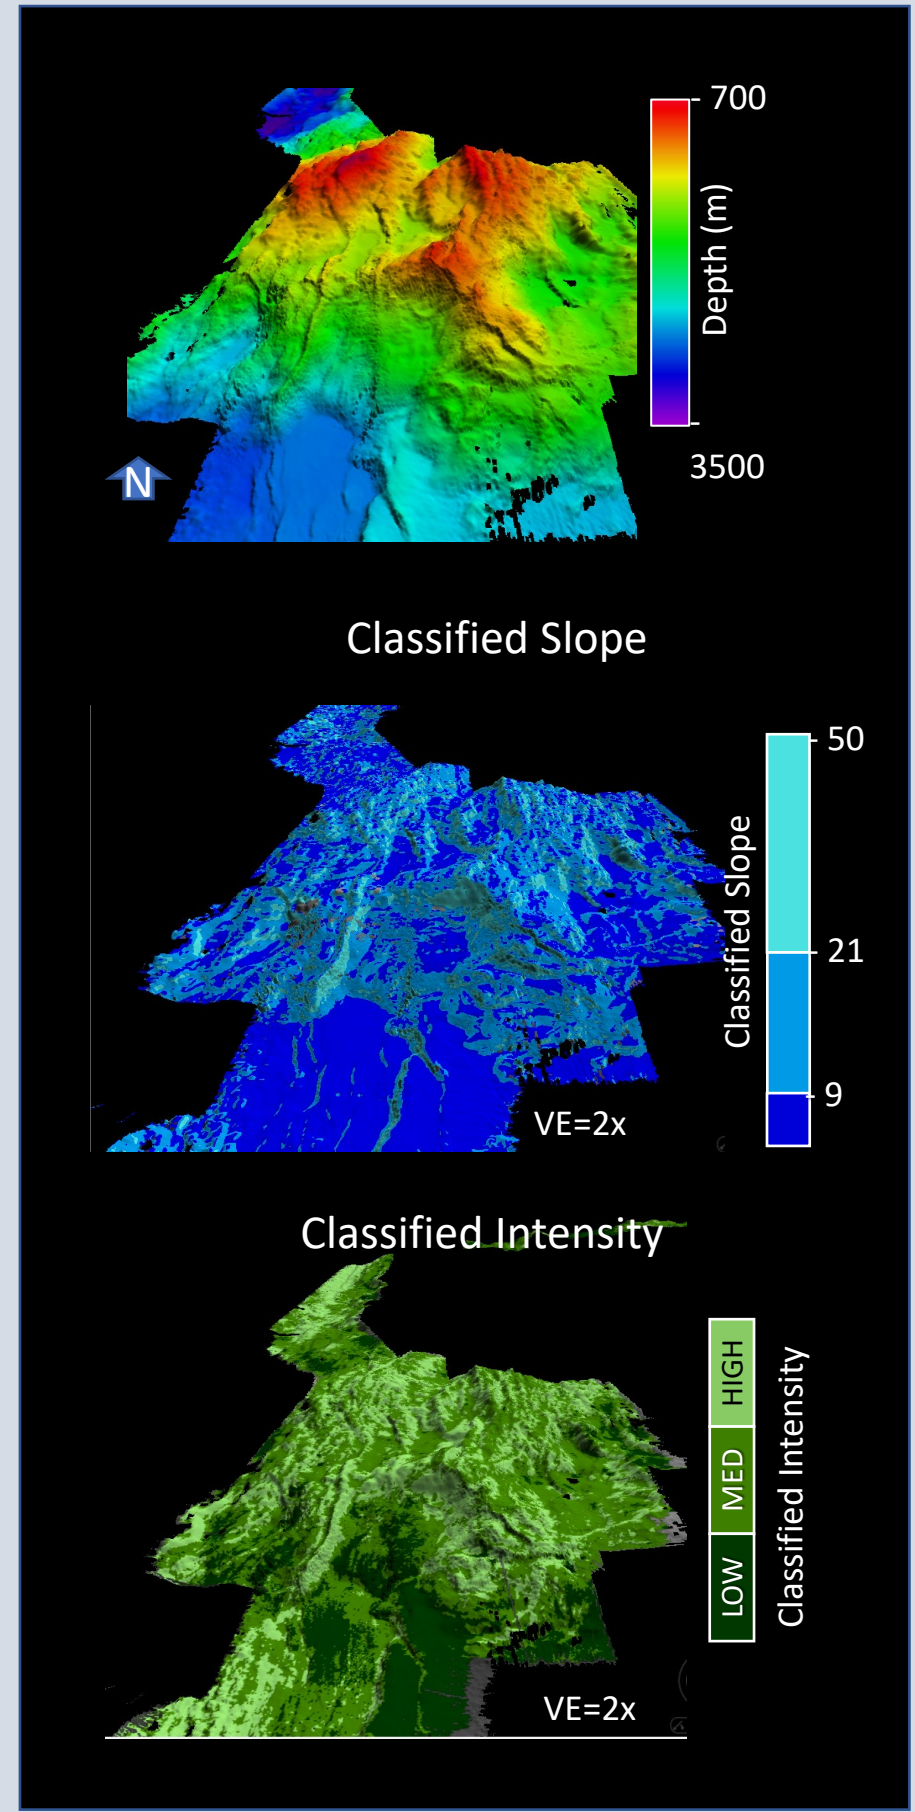 700
Depth (m)
3500
N
Classified Slope
50
Classified Slope
21
9
VE=2x
Classified Intensity
HIGH
MED
LOW
Classified Intensity
VE=2x